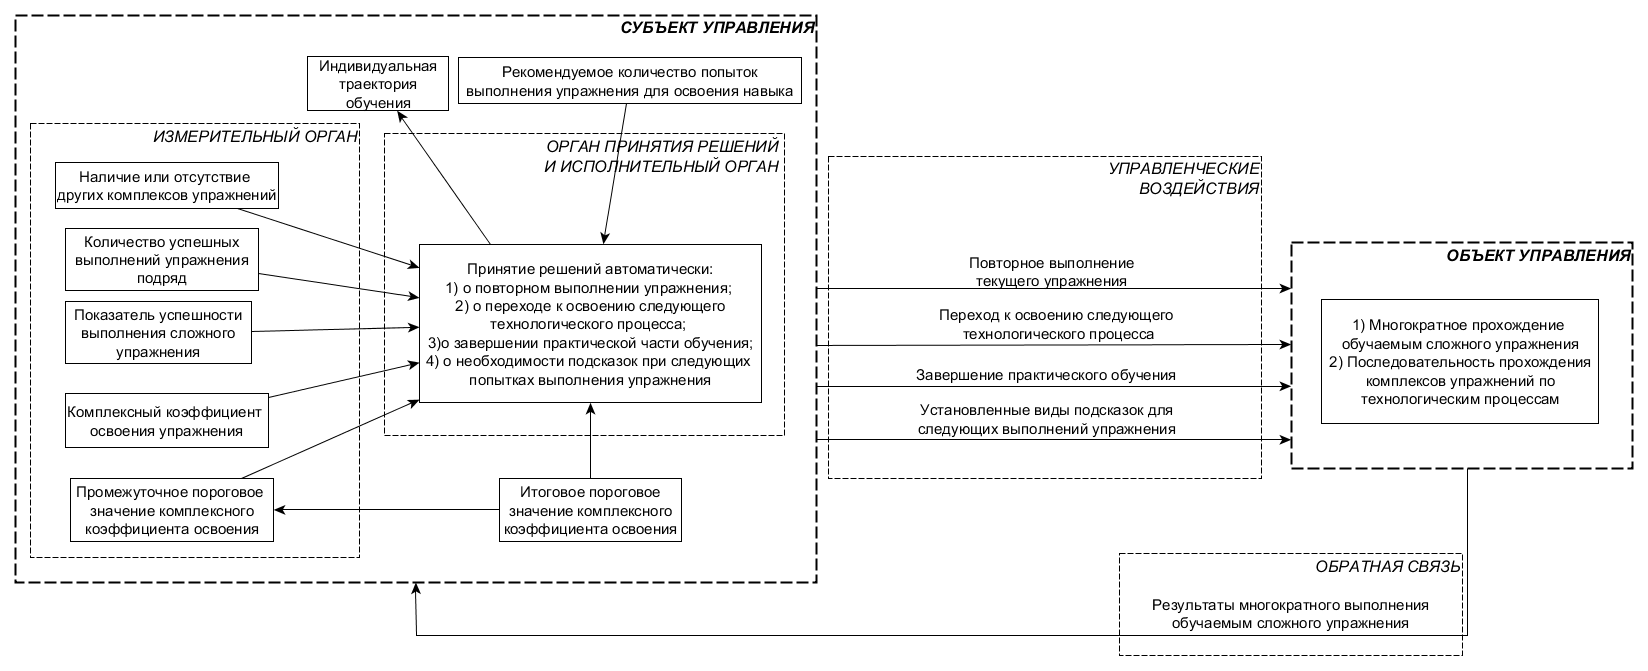 СУБЪЕКТ УПРАВЛЕНИЯ
Индивидуальная
траектория
обучения
Рекомендуемое количество попыток
выполнения упражнения для освоения навыка
ИЗМЕРИТЕЛЬНЫЙ ОРГАН
Наличие или отсутствие
других комплексов упражнений
Количество успешных
выполнений упражнения
подряд
Показатель успешности
выполнения сложного
упражнения
Комплексный коэффициент
освоения упражнения
Промежуточное пороговое
значение комплексного
коэффициента освоения
ОРГАН ПРИНЯТИЯ РЕШЕНИЙ
И ИСПОЛНИТЕЛЬНЫЙ ОРГАН
Принятие решений автоматически:
1) о повторном выполнении упражнения;
2) о переходе к освоению следующего
технологического процесса;
3)о завершении практической части обучения;
4) о необходимости подсказок при следующих
попытках выполнения упражнения
Итоговое пороговое
значение комплексного
коэффициента освоения
УПРАВЛЕНЧЕСКИЕ
ВОЗДЕЙСТВИЯ
Повторное выполнение
текущего упражнения
Переход к освоению следующего
технологического процесса
Завершение практического обучения
Установленные виды подсказок для
следующих выполнений упражнения
ОБЪЕКТ УПРАВЛЕНИЯ
1) Многократное прохождение
обучаемым сложного упражнения
2) Последовательность прохождения
комплексов упражнений по
технологическим процессам
ОБРАТНАЯ СВЯЗЬ
Результаты многократного выполнения
обучаемым сложного упражнения